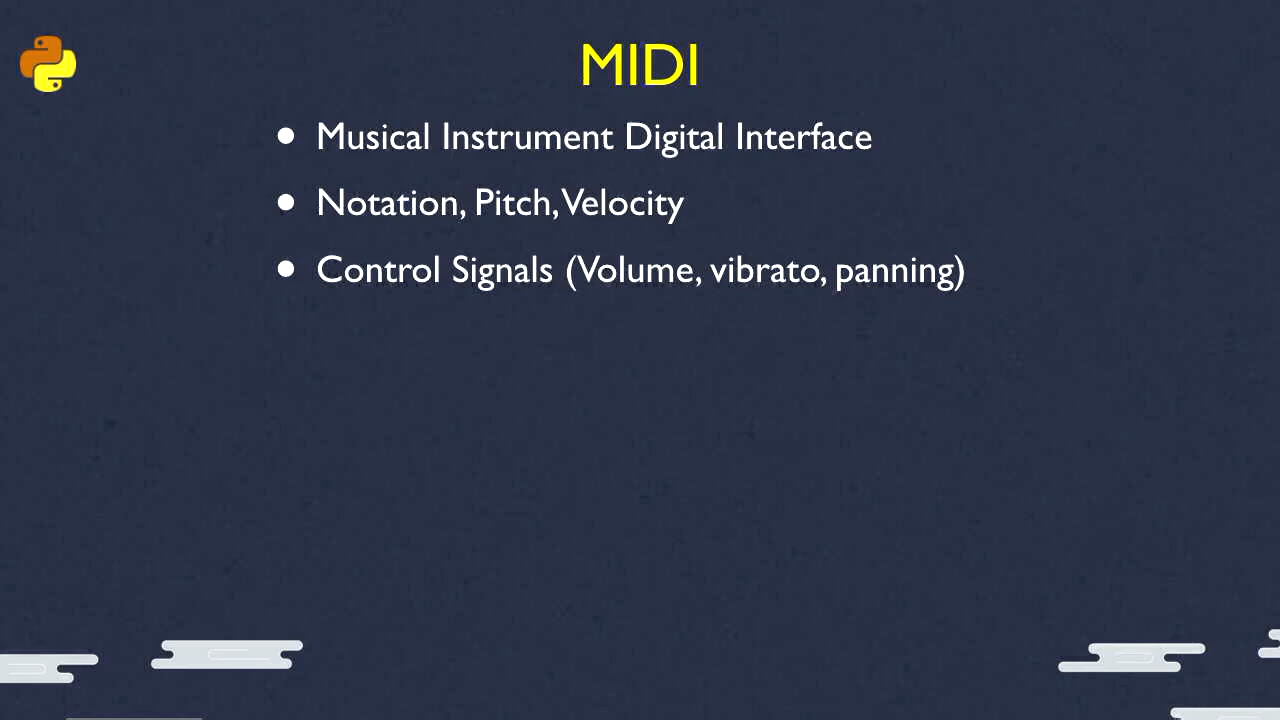 MIDI
• Musical Instrument Digital Interface
• Notation, Pitch, Velocity
• Control Signals (Volume, vibrato, panning)